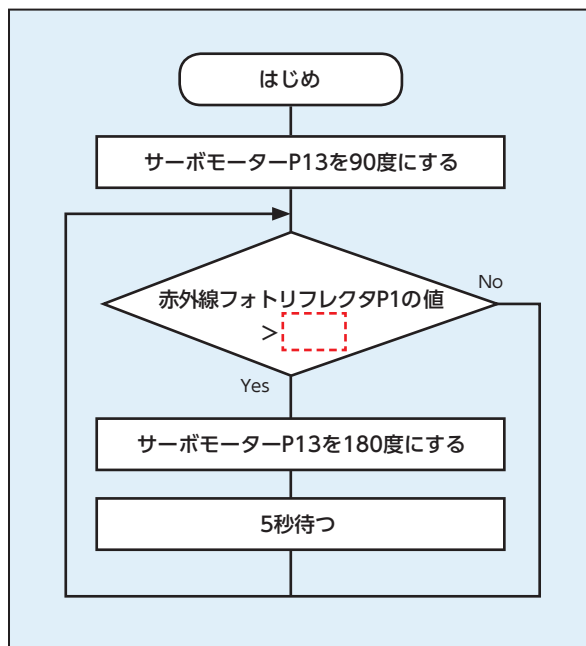 はじめ
サーボモーターP13を90度にする
赤外線フォトリフレクタP1の値
＞
No
Yes
サーボモーターP13を180度にする
5秒待つ